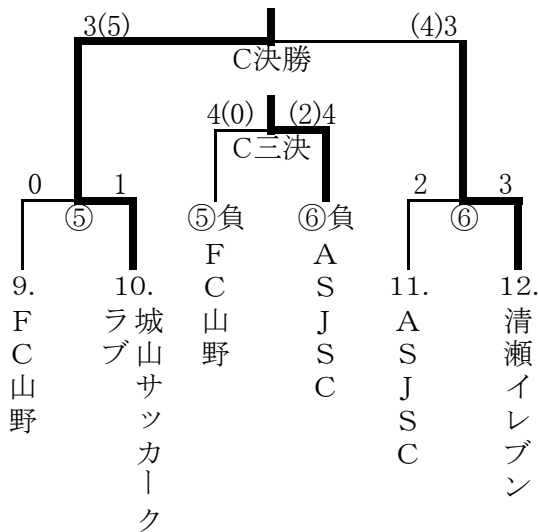 3(5) (4)3
C決勝
4(0) (2)4
C三決
0 1 2 3
⑤ ⑤負 ⑥負 ⑥
9. 10. 11. 12.
FC山野
城山サッカーク
ラブ
FC山野
ASJSC
ASJSC
清瀬イレブン